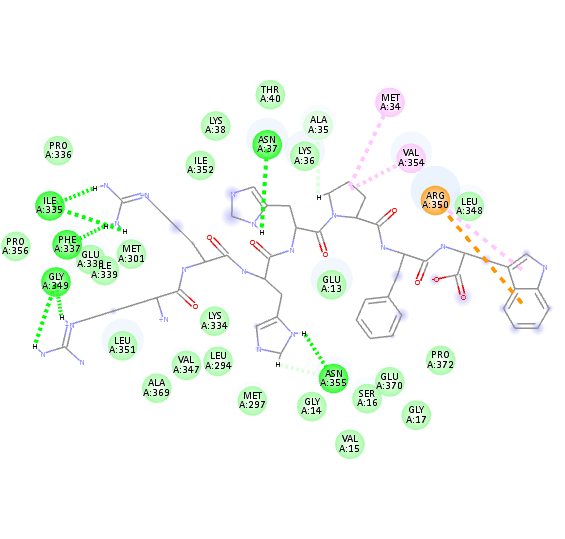 THR
A:40
MET
A:34
ALA
A:35
LYS
A:38
ASN
A:37
PRO
A:336
LYS
A:36
VAL
A:354
ILE
A:352
ARG
A:350
LEU
A:348
ILE
A:335
H
N
N
H
H
H
N
H
N
H
PHE
A:337
PRO
A:356
GLU
A:338
MET
A:301
ILE
A:339
GLY
A:349
GLU
A:13
O
O
O
O
O
O
O
O
N
N
N
N
N
N
N
H
N
H
N
N
N
LYS
A:334
LEU
A:351
N
N
H
H
VAL
A:347
LEU
A:294
ASN
A:355
ALA
A:369
MET
A:297
GLY
A:14
SER
A:16
GLU
A:370
PRO
A:372
GLY
A:17
VAL
A:15